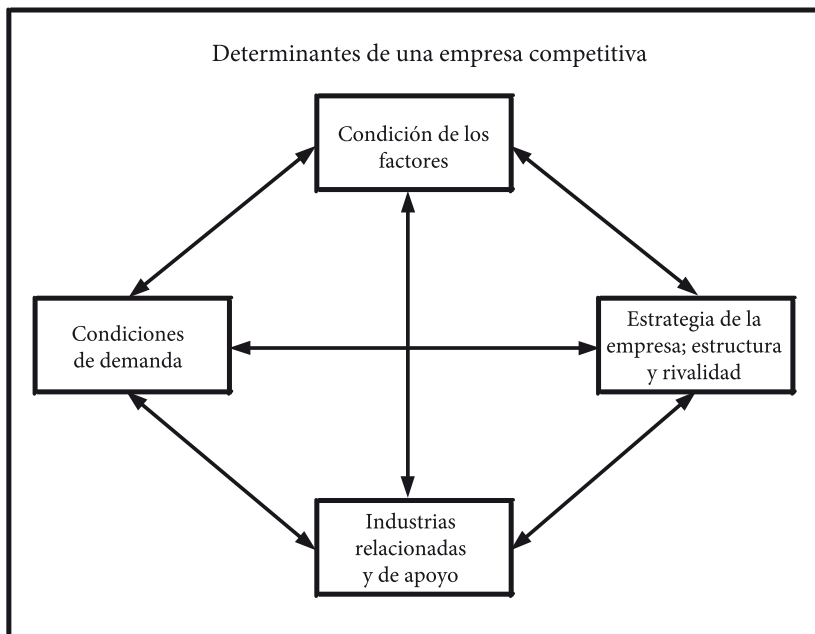 Determinantes de una empresa competitiva
Condición de los
factores
Condiciones
de demanda
Estrategia de la
empresa; estructura
y rivalidad
Industrias
relacionadas
y de apoyo